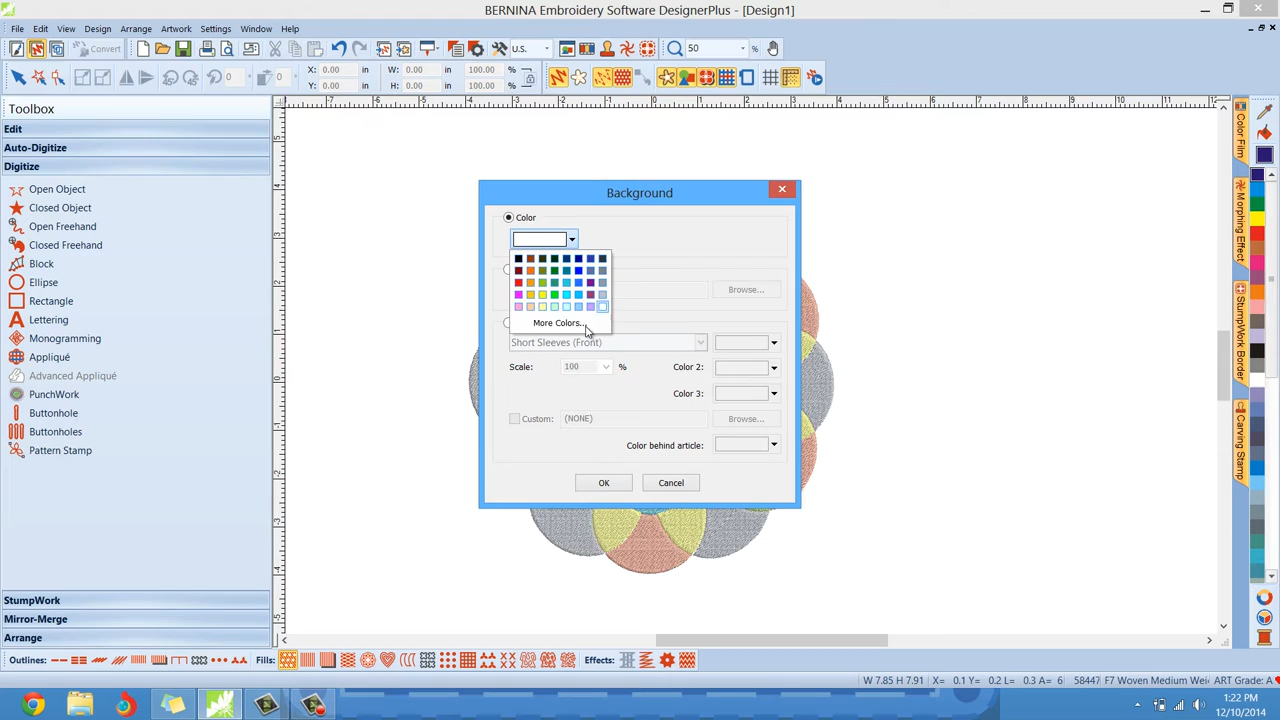 BERNINA Embroidery Software DesignerPlus - [Design1]
File Edit View Design Arrange Artwork Settings Window Help
Convert U.S. 50 %
X: 0.00 in W: 0.00 in 100.00 %
0 0
Y: 0.00 in H: 0.00 in 100.00 %
Toolbox
Edit
Auto-Digitize
Digitize
Open Object
Closed Object
Open Freehand
Closed Freehand
Block
Ellipse
Rectangle
Lettering
Monogramming
Appliqué
Advanced Appliqué
PunchWork
Buttonhole
Buttonholes
Pattern Stamp
StumpWork
Mirror-Merge
Arrange
Background
Color
Browse...
More Colors...
Short Sleeves (Front)
Scale: 100 % Color 2:
Color 3:
Custom: (NONE) Browse...
Color behind article:
OK Cancel
Color Film
Morphing Effect
StumpWork Border
Carving Stamp
Outlines: Fills: Effects:
W 7.85 H 7.91 X= 0.1 Y= 0.2 L= 0.3 A= 6 58447 F7 Woven Medium Wei ART Grade: A
1:22 PM
12/10/2014